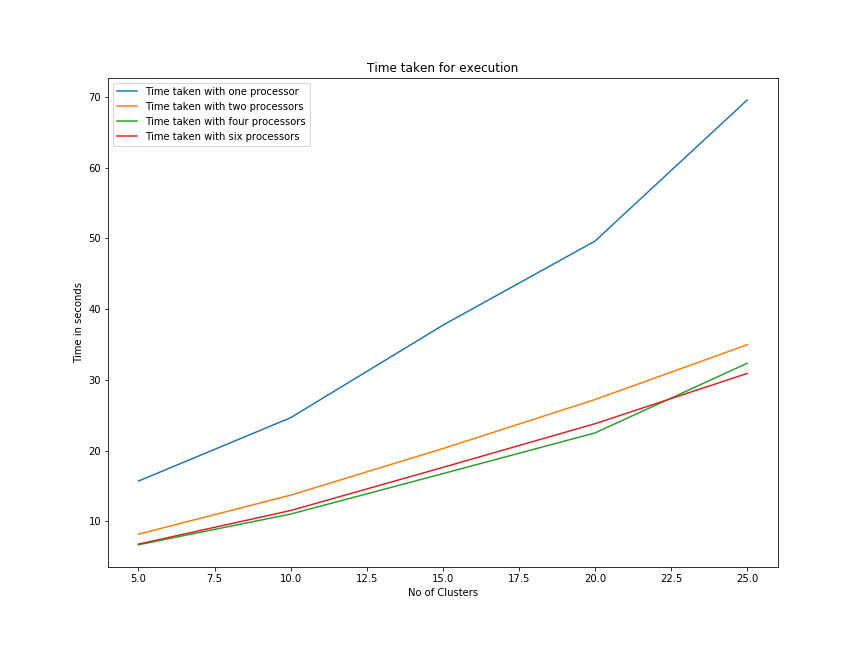 Time taken for execution
Time taken with one processor
Time taken with two processors
Time taken with four processors
Time taken with six processors
70
60
50
40
30
20
10
Time in seconds
5.0 7.5 10.0 12.5 15.0 17.5 20.0 22.5 25.0
No of Clusters